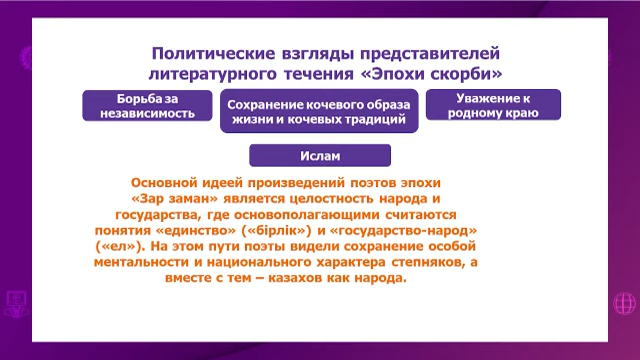 Политические взгляды представителей
литературного течения «Эпохи скорби»
Борьба за
независимость
Сохранение кочевого образа
жизни и кочевых традиций
Уважение к
родному краю
Ислам
Основной идеей произведений поэтов эпохи
«Зар заман» является целостность народа и
государства, где основополагающими считаются
понятия «единство» («бірлік») и «государство-народ»
(«ел»). На этом пути поэты видели сохранение особой
ментальности и национального характера степняков, а
вместе с тем – казахов как народа.